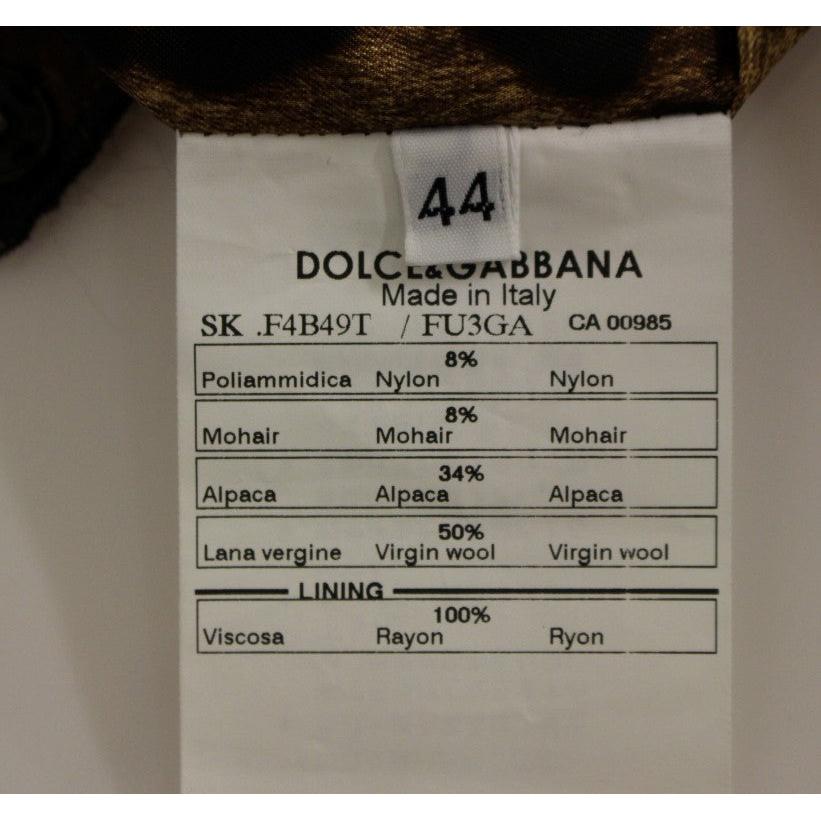 44
DOLCE&GABBANA
Made in Italy
SK .F4B49T / FU3GA CA 00985
8%
Poliammidica Nylon Nylon
8%
Mohair Mohair Mohair
34%
Alpaca Alpaca Alpaca
50%
Lana vergine Virgin wool Virgin wool
LINING
100%
Viscosa Rayon Ryon